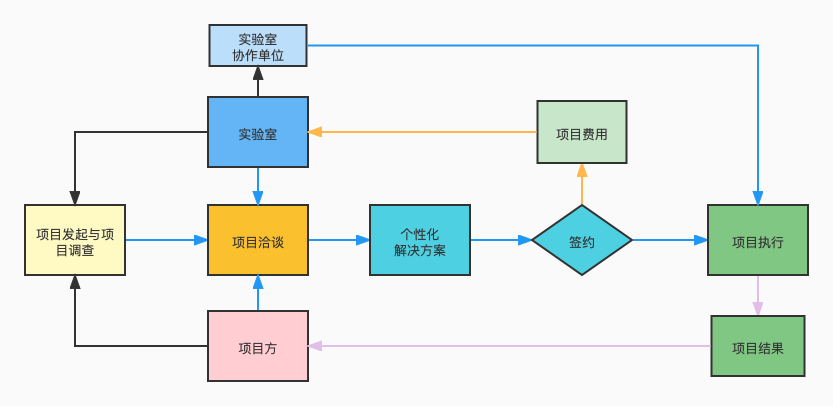 实验室
协作单位
实验室
项目费用
项目发起与项
目调查
项目洽谈
个性化
解决方案
签约
项目执行
项目方
项目结果